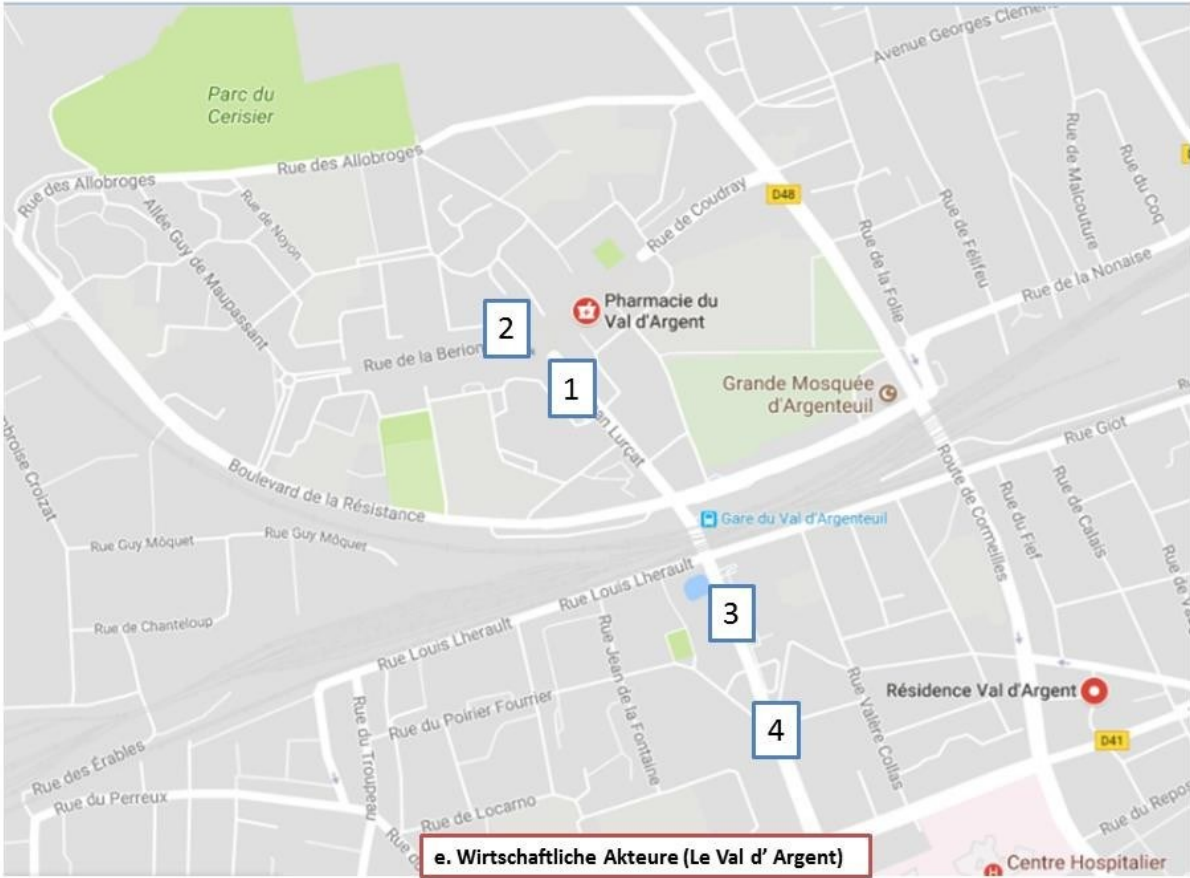 Avenue Georges Clemen
Parc du
Cerisier
Rue des Allobroges
Rue des Allobroges
Allée Guy de Maupassant
Rue de Noyon
Rue de Coudray
D48
Rue de la Folie
Rue de Félifeu
Rue de Malcouture
Rue du Coq
Rue de la Nonaise
Pharmacie du
Val d'Argent
2
Rue de la Berion
1
an Lurçat
Grande Mosquée
d'Argenteuil
Rue Giot
broise Croizat
Boulevard de la Résistance
Gare du Val d'Argenteuil
Route de Cormeilles
Rue du Fief
Rue de Calais
Rue Guy Môquet
Rue Guy Môquet
Rue Louis Lherault
Rue de Chanteloup
3
Rue Louis Lherault
Rue Jean de la Fontaine
Rue Valère Collas
Résidence Val d'Argent
Rue du Poirier Fourrier
4
D41
Rue des Érables
Rue du Troupeau
Rue du Perreux
Rue de Locarno
Rue du Repos
e. Wirtschaftliche Akteure (Le Val d' Argent)
H Centre Hospitalier